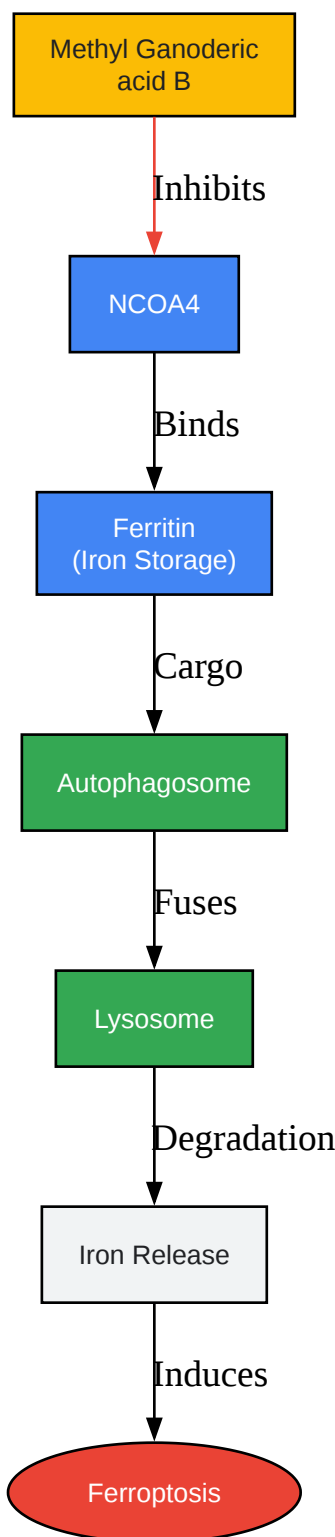 Methyl Ganoderic
acid B
Inhibits
NCOA4
Binds
Ferritin
(Iron Storage)
Cargo
Autophagosome
Fuses
Lysosome
Degradation
Iron Release
Induces
Ferroptosis